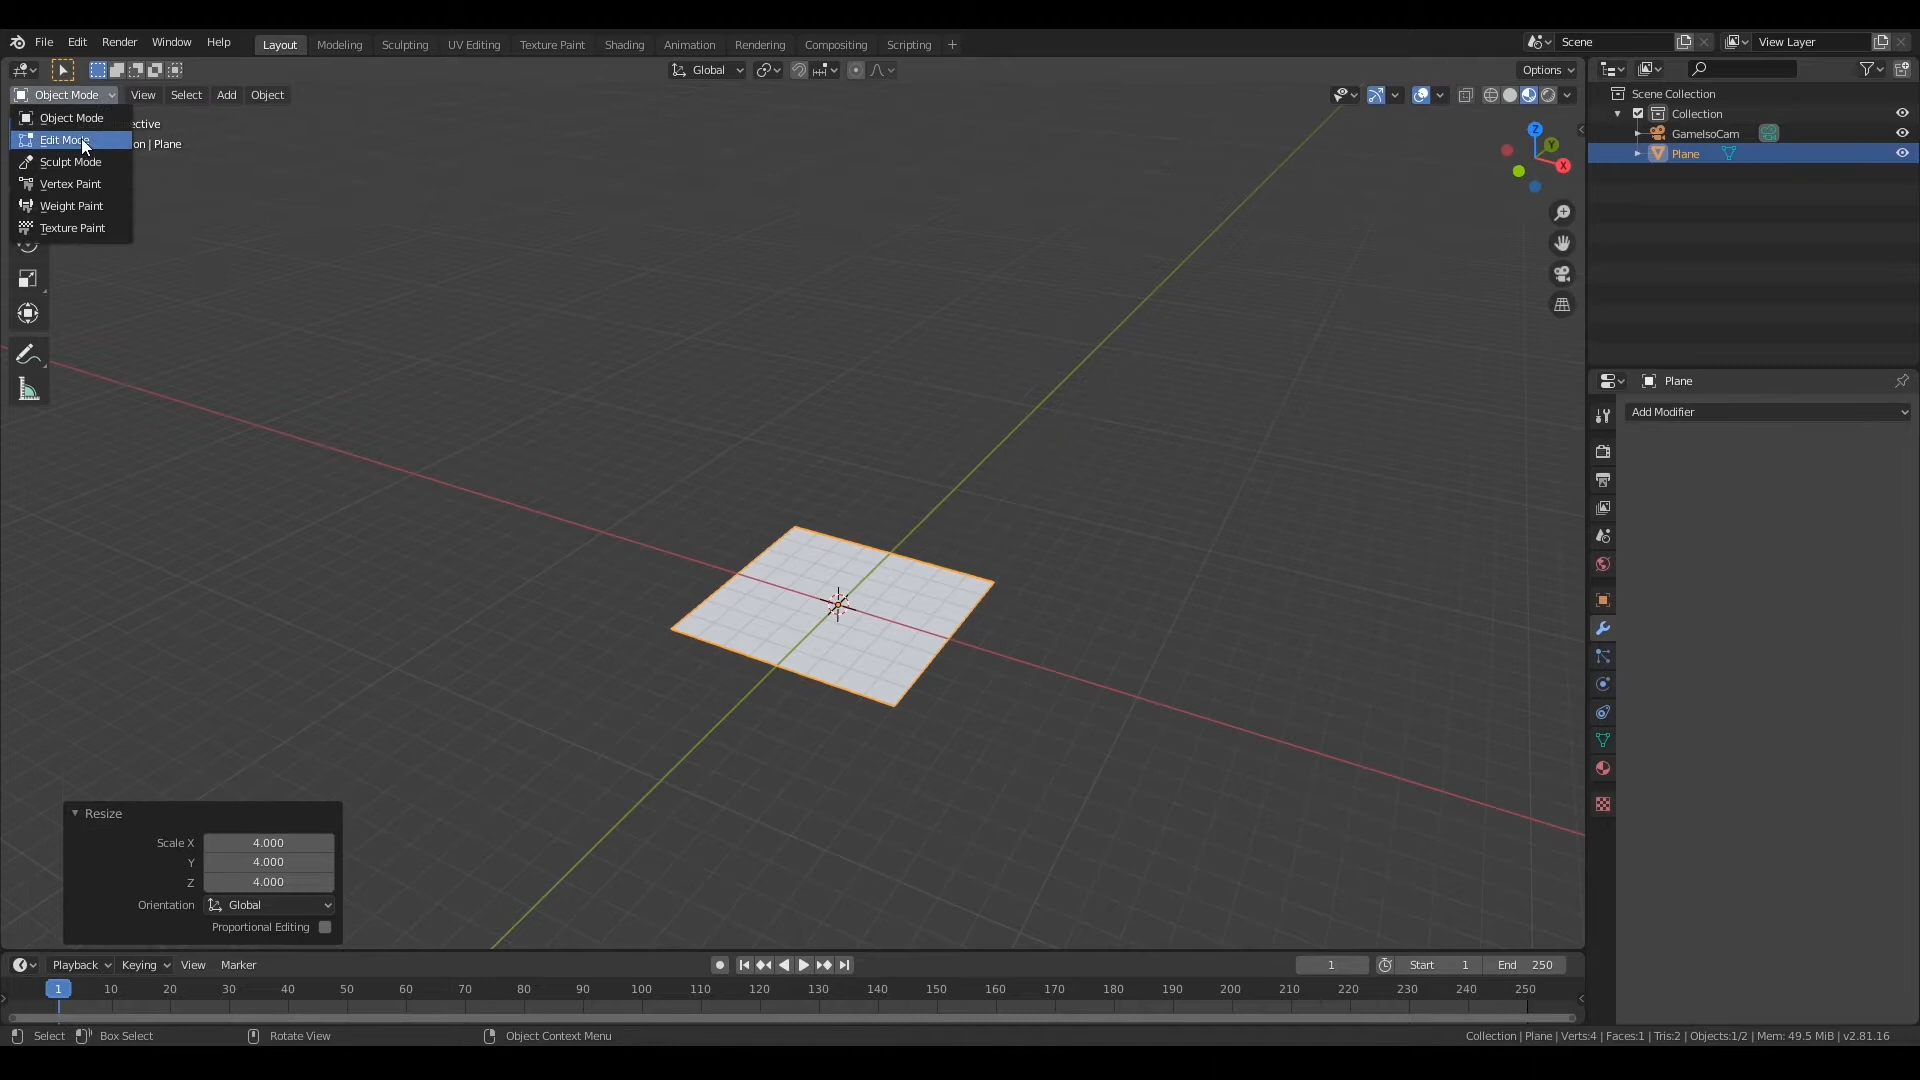 File Edit Render Window Help
Layout Modeling Sculpting UV Editing Texture Paint Shading Animation Rendering Compositing Scripting +
Scene
View Layer
Global
Options
Object Mode View Select Add Object
Object Mode
ective
Edit Mode
on | Plane
Sculpt Mode
Vertex Paint
Weight Paint
Texture Paint
Z
Y
X
Scene Collection
Collection
GameIsoCam
Plane
Plane
Add Modifier
Resize
Scale X 4.000
Y 4.000
Z 4.000
Orientation Global
Proportional Editing
Playback Keying View Marker
1
Start 1
End 250
1 10 20 30 40 50 60 70 80 90 100 110 120 130 140 150 160 170 180 190 200 210 220 230 240 250
Select Box Select Rotate View Object Context Menu
Collection | Plane | Verts:4 | Faces:1 | Tris:2 | Objects:1/2 | Mem: 49.5 MiB | v2.81.16